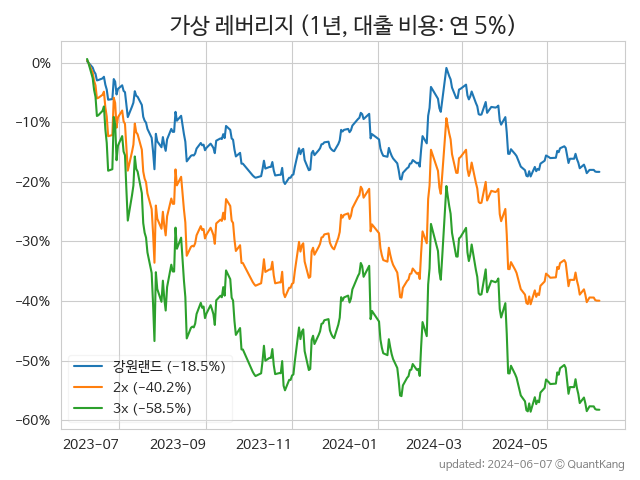 가상 레버리지 (1년, 대출 비용: 연 5%)
0%
−10%
−20%
−30%
−40%
−50%
−60%
강원랜드 (−18.5%)
2x (−40.2%)
3x (−58.5%)
2023-07
2023-09
2023-11
2024-01
2024-03
2024-05
updated: 2024-06-07 © QuantKang